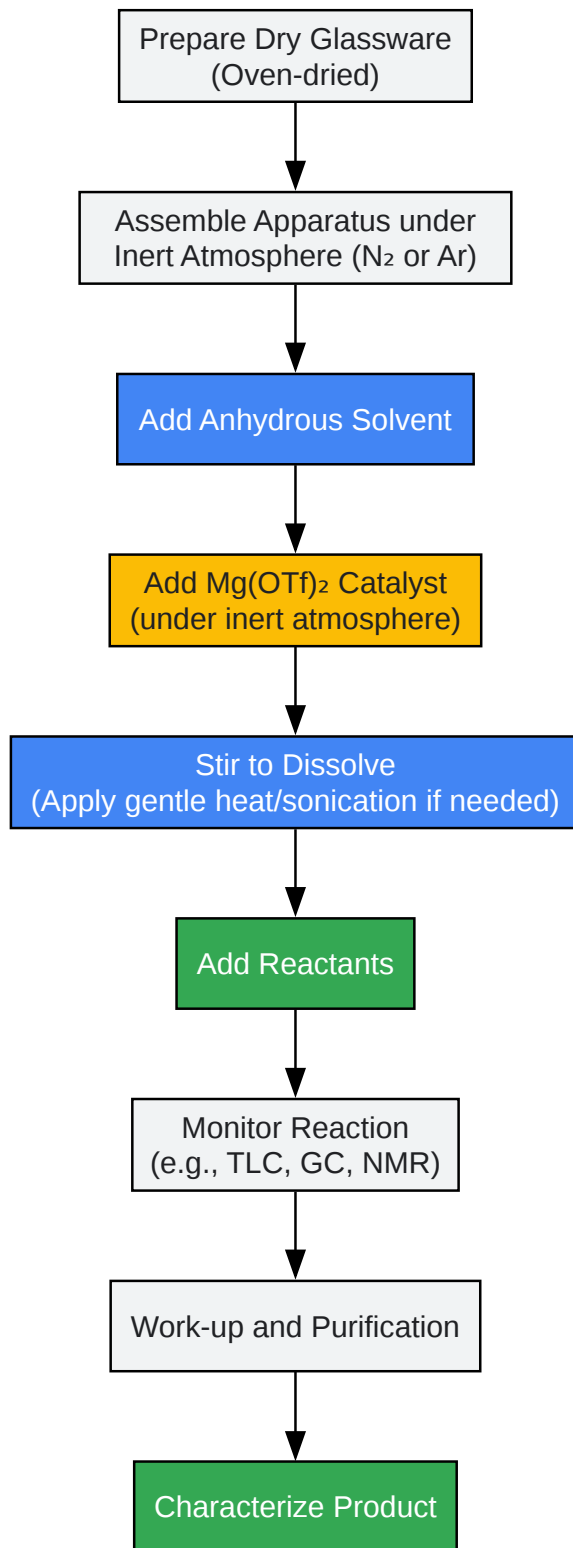 Prepare Dry Glassware
(Oven-dried)
Assemble Apparatus under
Inert Atmosphere (N₂ or Ar)
Add Anhydrous Solvent
Add Mg(OTf)₂ Catalyst
(under inert atmosphere)
Stir to Dissolve
(Apply gentle heat/sonication if needed)
Add Reactants
Monitor Reaction
(e.g., TLC, GC, NMR)
Work-up and Purification
Characterize Product